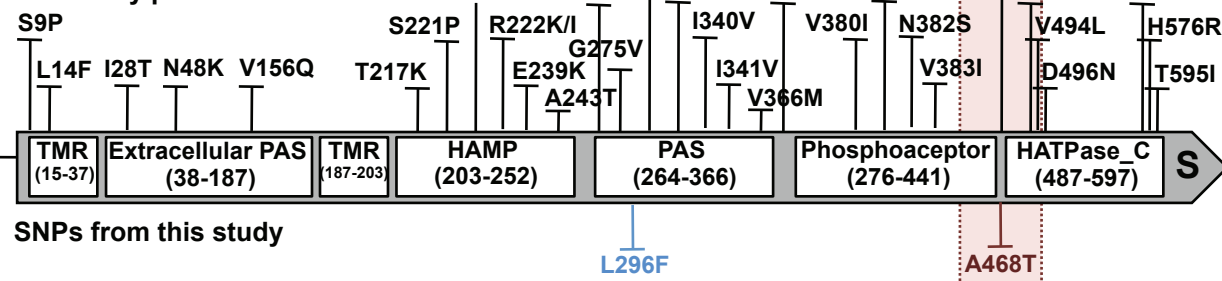 S9P
S221P
R222K/I
I340V
V380I
N382S
V494L
H576R
G275V
L14F
I28T
N48K
V156Q
T217K
E239K
I341V
V383I
D496N
T595I
A243T
V366M
TMR
(15-37)
Extracellular PAS
(38-187)
TMR
(187-203)
HAMP
(203-252)
PAS
(264-366)
Phosphoacceptor
(276-441)
HATPase_C
(487-597)
S
SNPs from this study
L296F
A468T